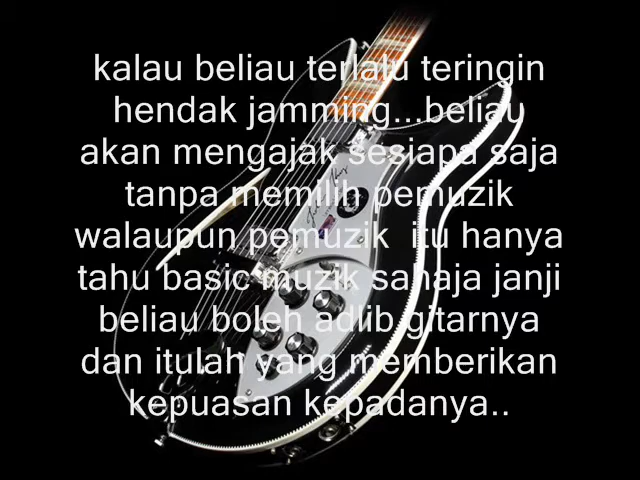 kalau beliau terlalu teringin
hendak jamming...beliau
akan mengajak sesiapa saja
tanpa memilih pemuzik
walaupun pemuzik  itu hanya
tahu basic muzik sahaja janji
beliau boleh adlib gitarnya
dan itulah yang memberikan
kepuasan kepadanya..